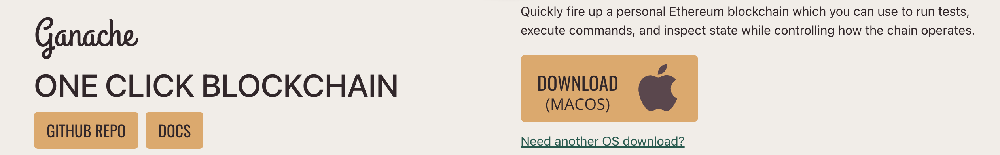 Ganache
ONE CLICK BLOCKCHAIN
GITHUB REPO
DOCS
Quickly fire up a personal Ethereum blockchain which you can use to run tests,
execute commands, and inspect state while controlling how the chain operates.
DOWNLOAD
(MACOS)
Need another OS download?